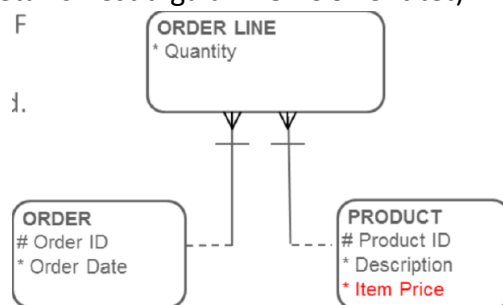 F
ORDER LINE
* Quantity
d.
ORDER
# Order ID
* Order Date
PRODUCT
# Product ID
* Description
* Item Price